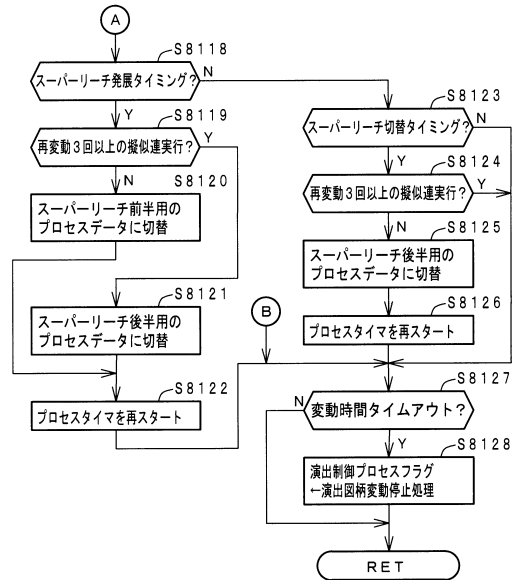 A
S8118
スーパーリーチ発展タイミング?
N
Y
S8119
再変動3回以上の擬似連実行?
Y
N
S8120
スーパーリーチ前半用の
プロセスデータに切替
S8121
スーパーリーチ後半用の
プロセスデータに切替
S8122
プロセスタイマを再スタート
S8123
スーパーリーチ切替タイミング?
N
Y
S8124
再変動3回以上の擬似連実行?
Y
N
S8125
スーパーリーチ後半用の
プロセスデータに切替
S8126
プロセスタイマを再スタート
B
S8127
変動時間タイムアウト?
N
Y
S8128
演出制御プロセスフラグ
←演出図柄変動停止処理
RET